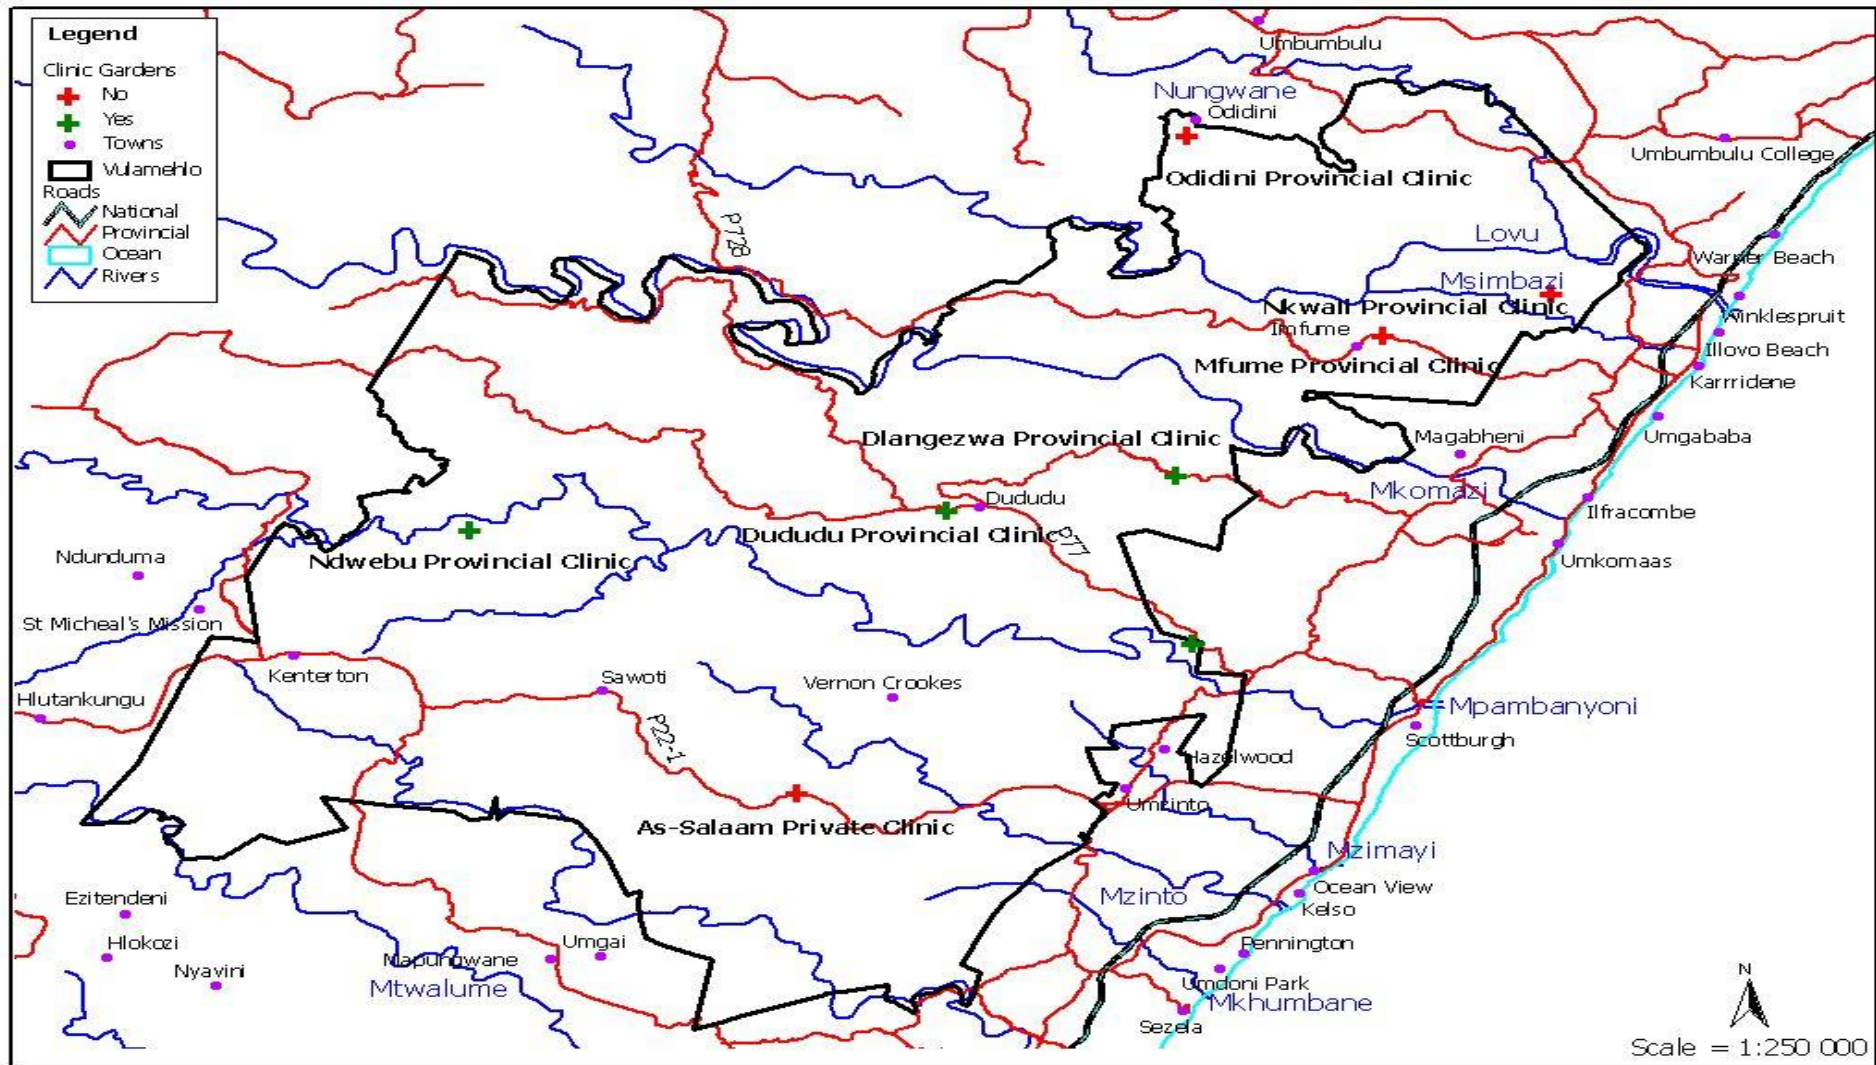 Legend
Clinic Gardens
No
Yes
Towns
Vulamehlo
Roads
National
Provincial
Ocean
Rivers
Umbumbulu
Nungwane
Odidini
Umbumbulu College
Odidini Provincial Clinic
P728
Lovu
Warner Beach
Msimbazi
Nkwali Provincial Clinic
Winklespruit
Imfume
Illovo Beach
Mfume Provincial Clinic
Karrridene
Umgababa
Dlangezwa Provincial Clinic
Magabheni
Mkomazi
Dududu
Ilfracombe
Dududu Provincial Clinic
P77
Ndunduma
Ndwebu Provincial Clinic
Umkomaas
St Micheal's Mission
Kenterton
Sawoti
Vernon Crookes
Hlutankungu
P22-1
Mpambanyoni
Scottburgh
Hazelwood
Umzinto
As-Salaam Private Clinic
Mzimayi
Ezitendeni
Mzinto
Ocean View
Kelso
Hlokozi
Umgai
Pennington
Nyavini
Mapungwane
Mtwalume
Umdoni Park
Mkhumbane
Sezela
N
Scale = 1:250 000